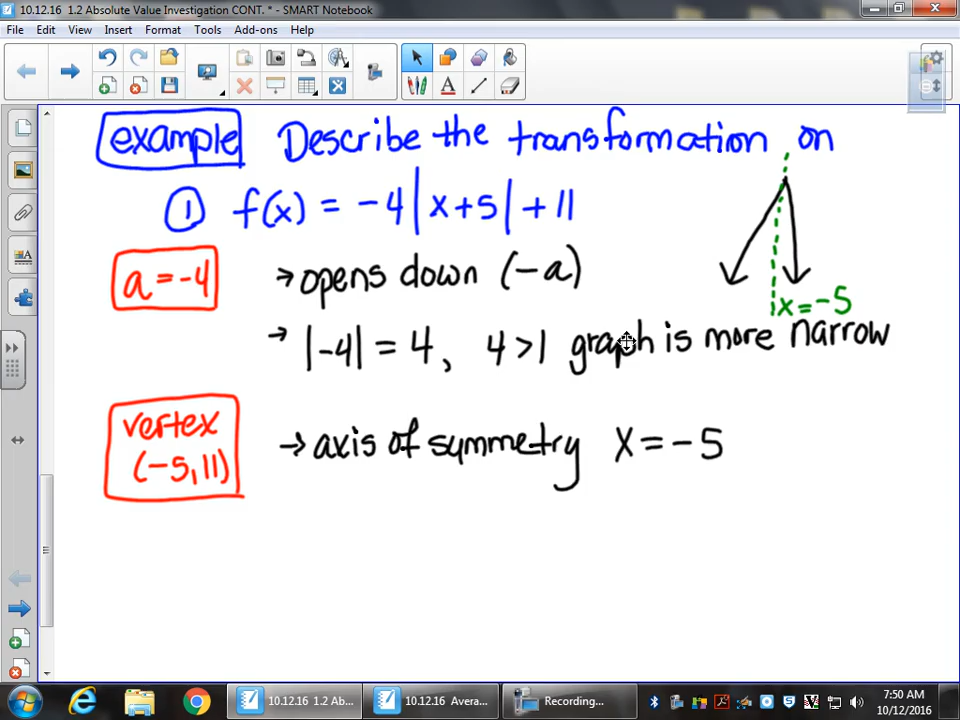 10.12.16 1.2 Absolute Value Investigation CONT. * - SMART Notebook
File Edit View Insert Format Tools Add-ons Help
example Describe the transformation on
① f(x) = -4|x+5| + 11
a = -4 → opens down (-a)
x = -5
→ |-4| = 4, 4 > 1 graph is more narrow
vertex
(-5, 11)
→ axis of symmetry x = -5
10.12.16 1.2 Ab... 10.12.16 Avera... Recording...
7:50 AM
10/12/2016